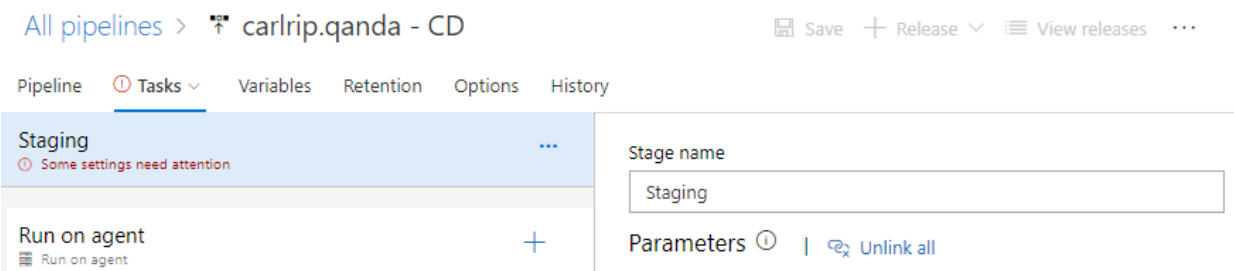 All pipelines > carlrip.qanda - CD
Save + Release View releases ...
Pipeline Tasks Variables Retention Options History
Staging ...
Some settings need attention
Stage name
Staging
Run on agent +
Run on agent
Parameters | Unlink all